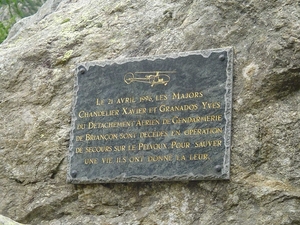 LE 21 AVRIL 1996, LES MAJORS
CHANDELIER XAVIER ET GRANADOS YVES,
DU DÉTACHEMENT AÉRIEN DE GENDARMERIE
DE BRIANÇON SONT DÉCÉDÉS EN OPÉRATION
DE SECOURS SUR LE PELVOUX. POUR SAUVER
UNE VIE ILS ONT DONNÉ LA LEUR.